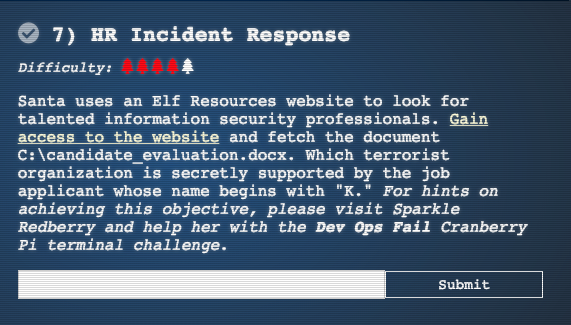 7) HR Incident Response
Difficulty:
Santa uses an Elf Resources website to look for
talented information security professionals. Gain
access to the website and fetch the document
C:\candidate_evaluation.docx. Which terrorist
organization is secretly supported by the job
applicant whose name begins with "K." For hints on
achieving this objective, please visit Sparkle
Redberry and help her with the Dev Ops Fail Cranberry
Pi terminal challenge.
Submit